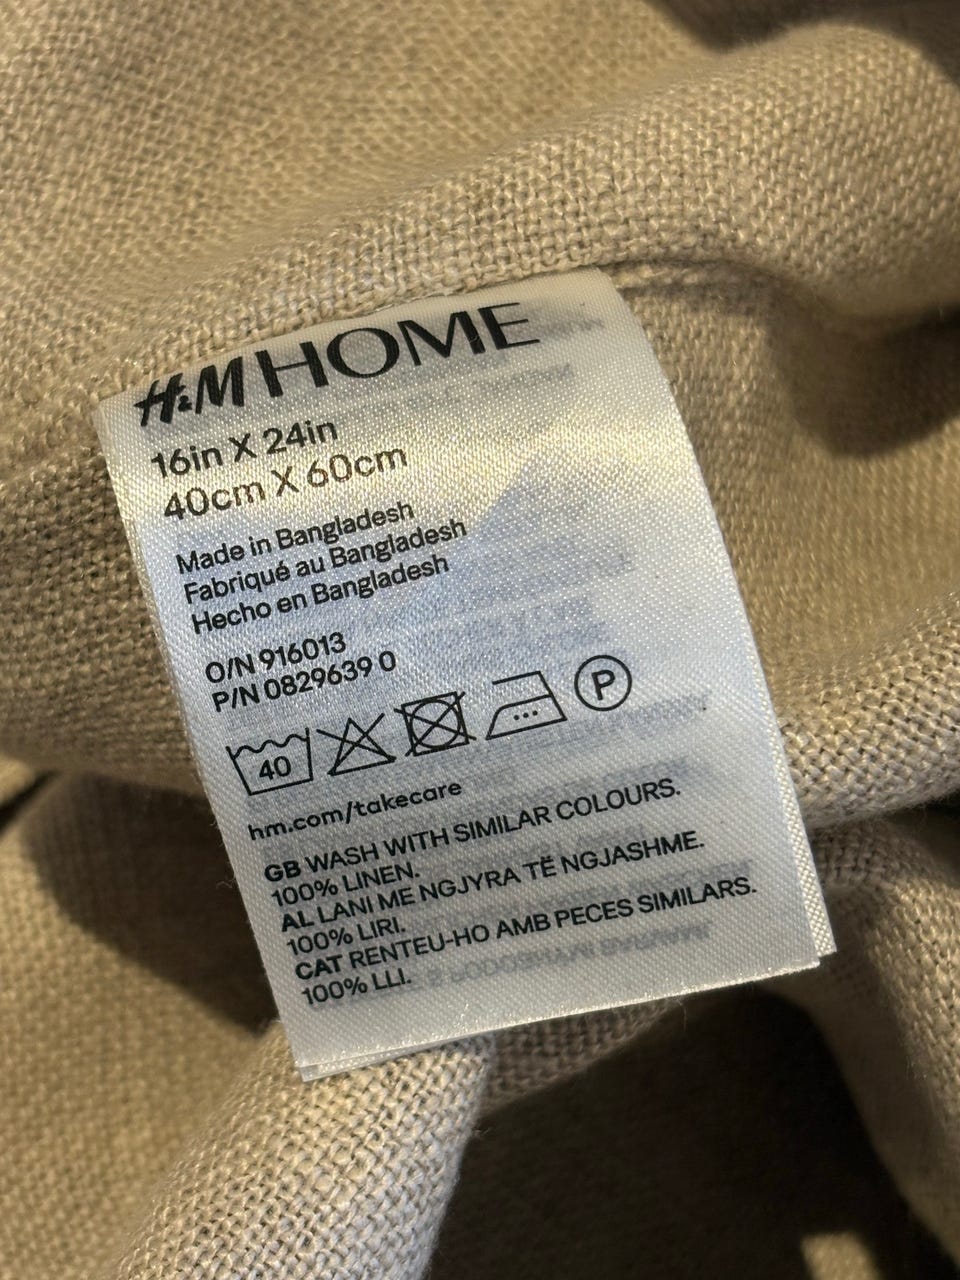 H&M HOME
16in X 24in
40cm X 60cm
Made in Bangladesh
Fabriqué au Bangladesh
Hecho en Bangladesh
O/N 916013
P/N 0829639 0
40 P
hm.com/takecare
GB WASH WITH SIMILAR COLOURS.
100% LINEN.
AL LANI ME NGJYRA TË NGJASHME.
100% LIRI.
CAT RENTEU-HO AMB PECES SIMILARS.
100% LLI.